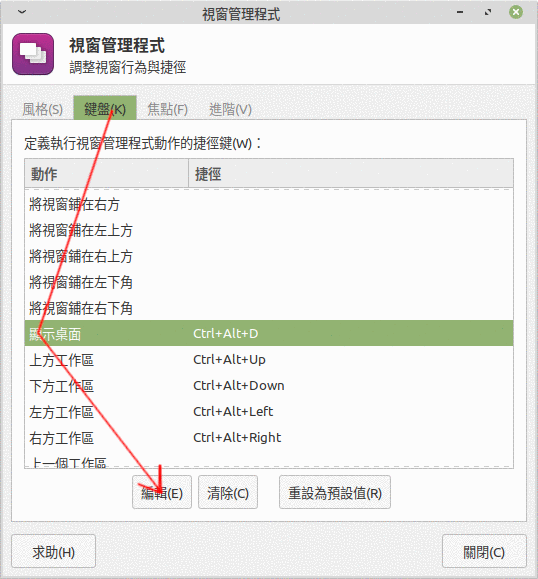 視窗管理程式
視窗管理程式
調整視窗行為與捷徑
風格(S) 鍵盤(K) 焦點(F) 進階(V)
定義執行視窗管理程式動作的捷徑鍵(W)：
動作 捷徑
將視窗鋪在右方
將視窗鋪在左上方
將視窗鋪在右上方
將視窗鋪在左下角
將視窗鋪在右下角
顯示桌面 Ctrl+Alt+D
上方工作區 Ctrl+Alt+Up
下方工作區 Ctrl+Alt+Down
左方工作區 Ctrl+Alt+Left
右方工作區 Ctrl+Alt+Right
上一個工作區
編輯(E) 清除(C) 重設為預設值(R)
求助(H) 關閉(C)